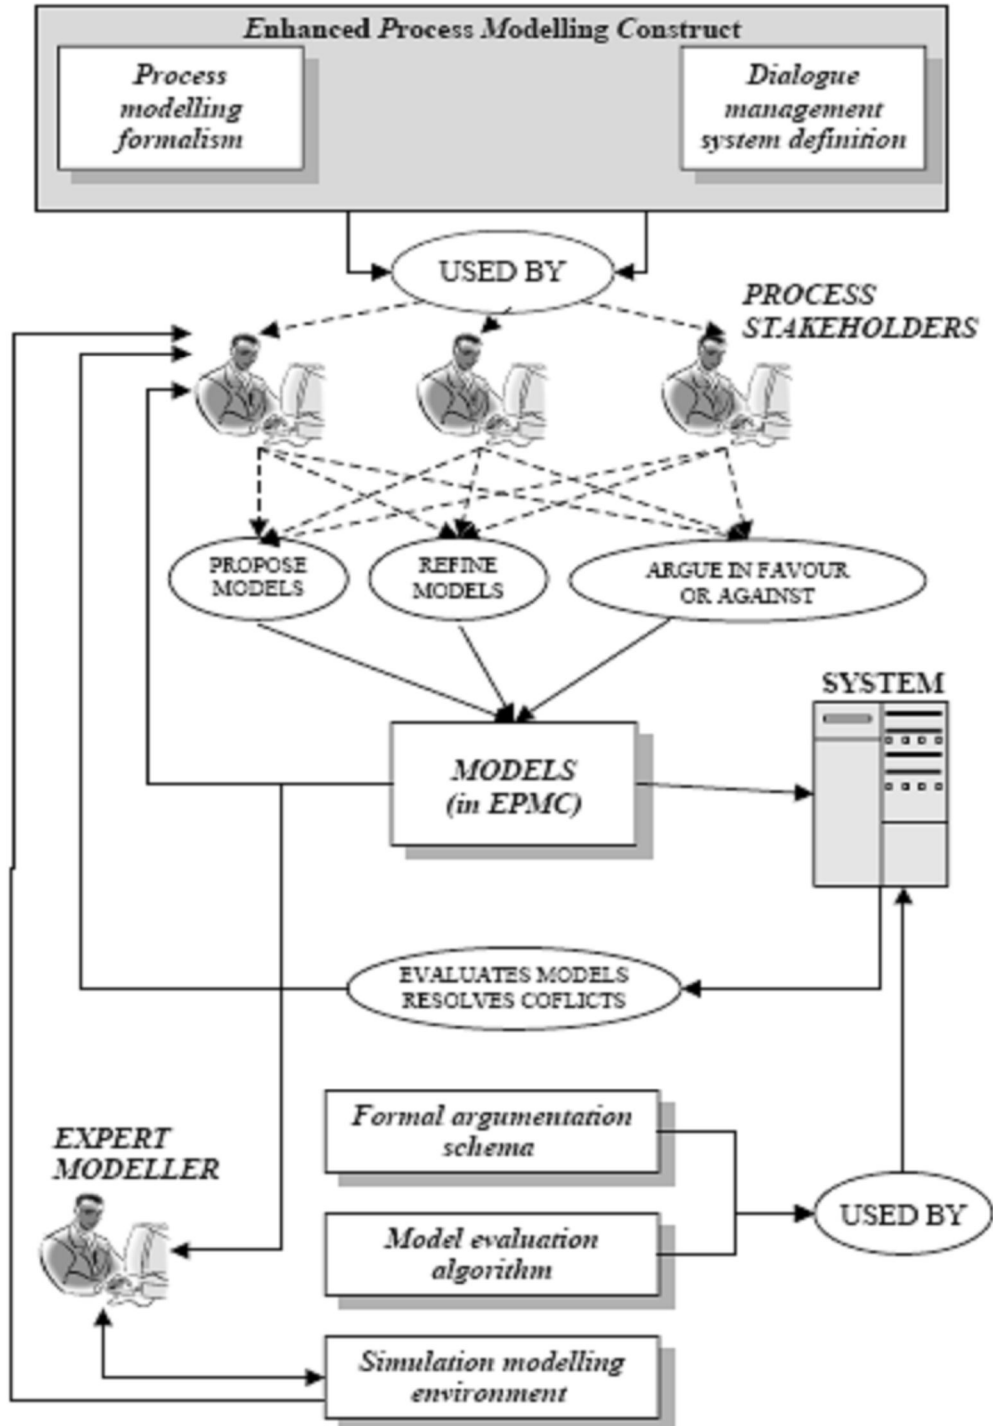 Enhanced Process Modelling Construct
Process
modelling
formalism
Dialogue
management
system definition
USED BY
PROCESS
STAKEHOLDERS
PROPOSE
MODELS
REFINE
MODELS
ARGUE IN FAVOUR
OR AGAINST
SYSTEM
MODELS
(in EPMC)
EVALUATES MODELS
RESOLVES COFLICTS
Formal argumentation
schema
EXPERT
MODELLER
USED BY
Model evaluation
algorithm
Simulation modelling
environment